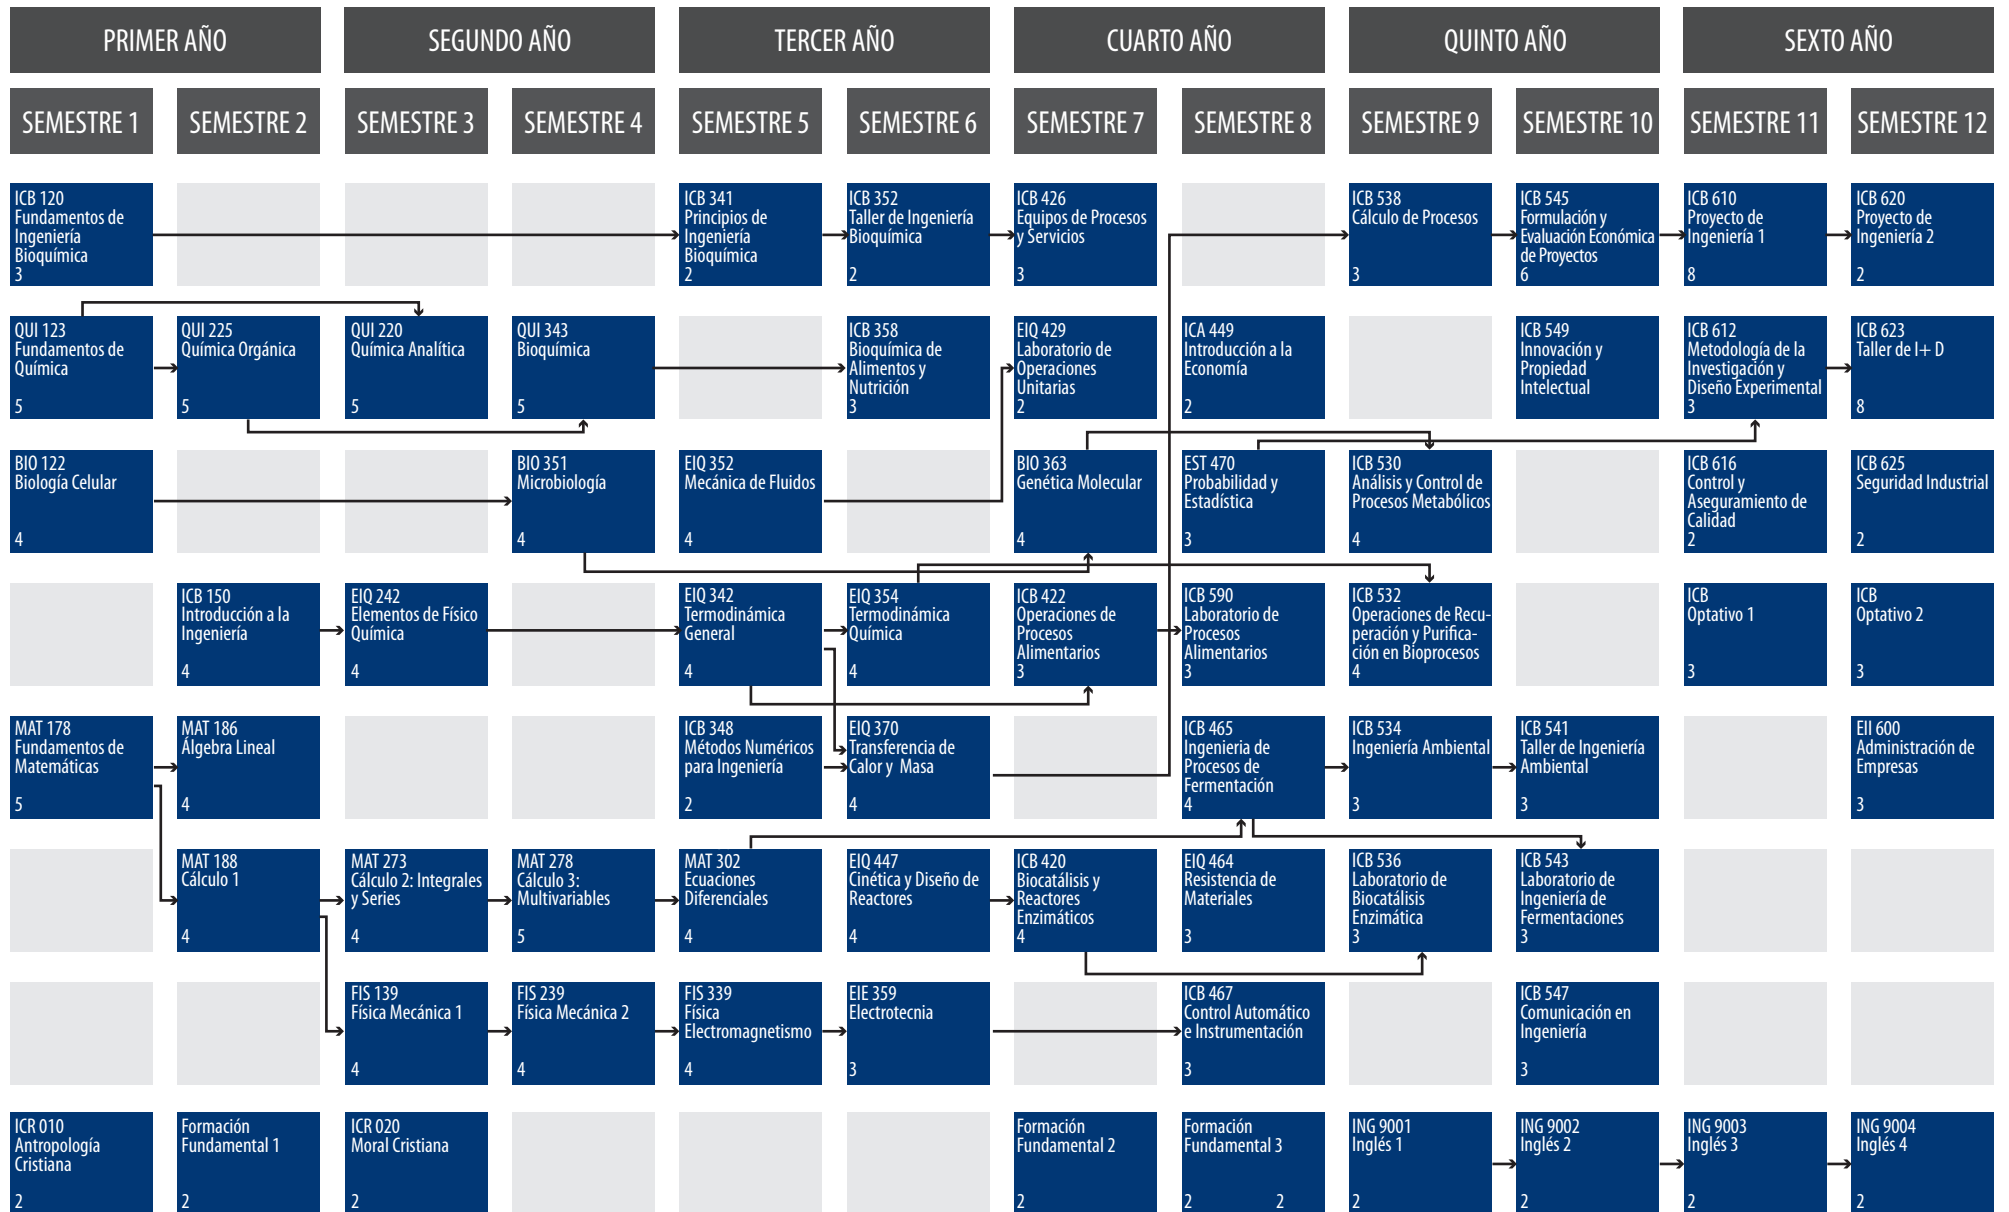 PRIMER AÑO
SEGUNDO AÑO
TERCER AÑO
CUARTO AÑO
QUINTO AÑO
SEXTO AÑO
SEMESTRE 1
SEMESTRE 2
SEMESTRE 3
SEMESTRE 4
SEMESTRE 5
SEMESTRE 6
SEMESTRE 7
SEMESTRE 8
SEMESTRE 9
SEMESTRE 10
SEMESTRE 11
SEMESTRE 12
ICB 120
Fundamentos de
Ingeniería
Bioquímica
3
ICB 341
Principios de
Ingeniería
Bioquímica
2
ICB 352
Taller de Ingeniería
Bioquímica
2
ICB 426
Equipos de Procesos
y Servicios
3
ICB 538
Cálculo de Procesos
3
ICB 545
Formulación y
Evaluación Económica
de Proyectos
6
ICB 610
Proyecto de
Ingeniería 1
8
ICB 620
Proyecto de
Ingeniería 2
2
QUI 123
Fundamentos de
Química
5
QUI 225
Química Orgánica
5
QUI 220
Química Analítica
5
QUI 343
Bioquímica
5
ICB 358
Bioquímica de
Alimentos y
Nutrición
3
EIQ 429
Laboratorio de
Operaciones
Unitarias
2
ICA 449
Introducción a la
Economía
2
ICB 549
Innovación y
Propiedad
Intelectual
ICB 612
Metodología de la
Investigación y
Diseño Experimental
3
ICB 623
Taller de I+ D
8
BIO 122
Biología Celular
4
BIO 351
Microbiología
4
EIQ 352
Mecánica de Fluidos
4
BIO 363
Genética Molecular
4
EST 470
Probabilidad y
Estadística
3
ICB 530
Análisis y Control de
Procesos Metabólicos
4
ICB 616
Control y
Aseguramiento de
Calidad
2
ICB 625
Seguridad Industrial
2
ICB 150
Introducción a la
Ingeniería
4
EIQ 242
Elementos de Físico
Química
4
EIQ 342
Termodinámica
General
4
EIQ 354
Termodinámica
Química
4
ICB 422
Operaciones de
Procesos
Alimentarios
3
ICB 590
Laboratorio de
Procesos
Alimentarios
3
ICB 532
Operaciones de Recu-
peración y Purifica-
ción en Bioprocesos
4
ICB
Optativo 1
3
ICB
Optativo 2
3
MAT 178
Fundamentos de
Matemáticas
5
MAT 186
Álgebra Lineal
4
ICB 348
Métodos Numéricos
para Ingeniería
2
EIQ 370
Transferencia de
Calor y Masa
4
ICB 465
Ingenieria de
Procesos de
Fermentación
4
ICB 534
Ingeniería Ambiental
3
ICB 541
Taller de Ingeniería
Ambiental
3
EII 600
Administración de
Empresas
3
MAT 188
Cálculo 1
4
MAT 273
Cálculo 2: Integrales
y Series
4
MAT 278
Cálculo 3:
Multivariables
5
MAT 302
Ecuaciones
Diferenciales
4
EIQ 447
Cinética y Diseño de
Reactores
4
ICB 420
Biocatálisis y
Reactores
Enzimáticos
4
EIQ 464
Resistencia de
Materiales
3
ICB 536
Laboratorio de
Biocatálisis
Enzimática
3
ICB 543
Laboratorio de
Ingeniería de
Fermentaciones
3
FIS 139
Física Mecánica 1
4
FIS 239
Física Mecánica 2
4
FIS 339
Física
Electromagnetismo
4
EIE 359
Electrotecnia
3
ICB 467
Control Automático
e Instrumentación
3
ICB 547
Comunicación en
Ingeniería
3
ICR 010
Antropología
Cristiana
2
Formación
Fundamental 1
2
ICR 020
Moral Cristiana
2
Formación
Fundamental 2
2
Formación
Fundamental 3
2 2
ING 9001
Inglés 1
2
ING 9002
Inglés 2
2
ING 9003
Inglés 3
2
ING 9004
Inglés 4
2